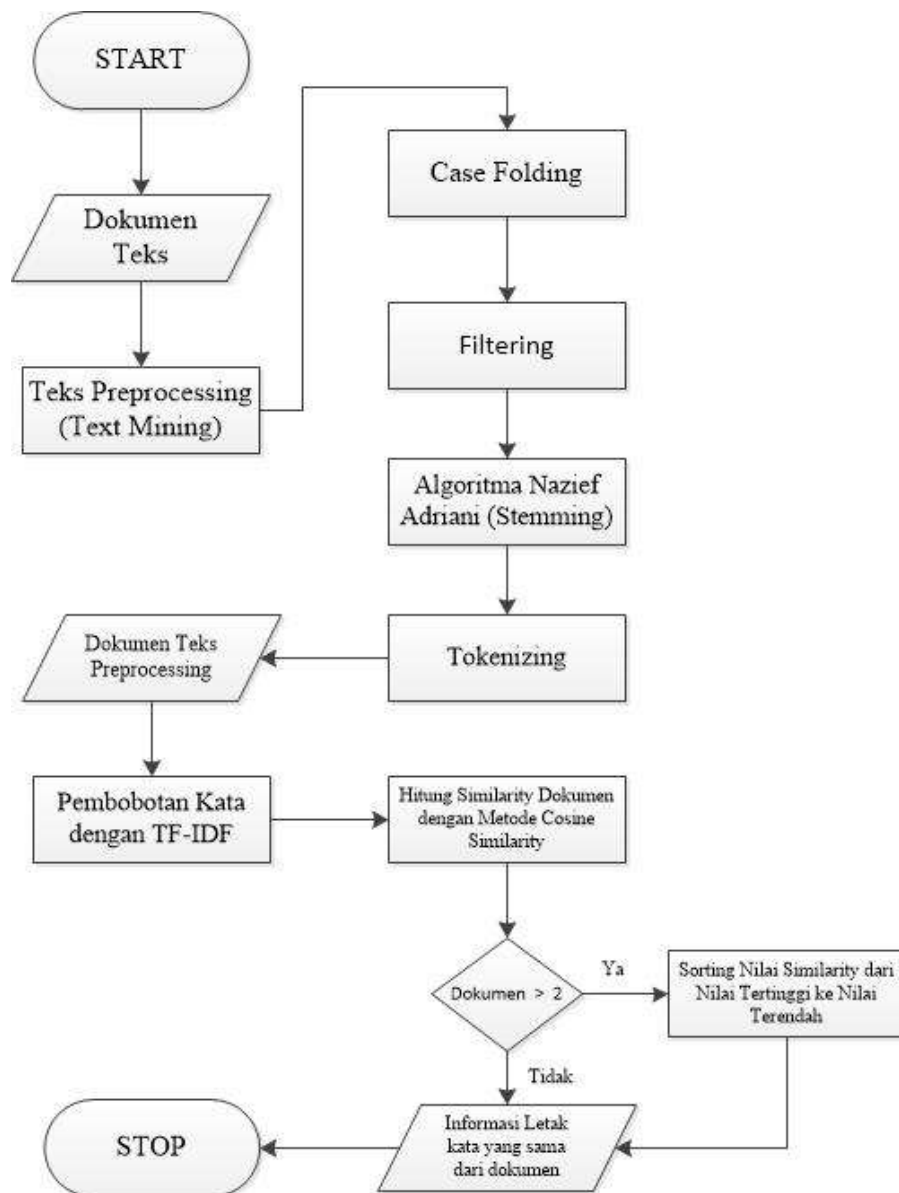 START
Dokumen
Teks
Teks Preprocessing
(Text Mining)
Case Folding
Filtering
Algoritma Nazief
Adriani (Stemming)
Tokenizing
Dokumen Teks
Preprocessing
Pembobotan Kata
dengan TF-IDF
Hitung Similarity Dokumen
dengan Metode Cosine
Similarity
Dokumen > 2
Ya
Sorting Nilai Similarity dari
Nilai Tertinggi ke Nilai
Terendah
Tidak
Informasi Letak
kata yang sama
dari dokumen
STOP